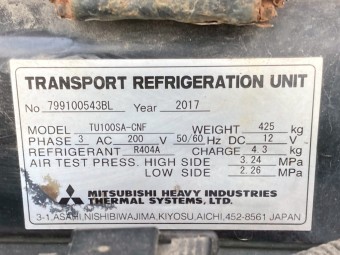 TRANSPORT REFRIGERATION UNIT
No 799100543BL Year 2017
MODEL TU100SA-CNF WEIGHT 425 kg
PHASE 3 AC 200 V 50/60 Hz DC 12 V
REFRIGERANT R404A CHARGE 4.3 kg
AIR TEST PRESS. HIGH SIDE 3.24 MPa
LOW SIDE 2.26 MPa
MITSUBISHI HEAVY INDUSTRIES
THERMAL SYSTEMS, LTD.
3-1 ASAHI, NISHIBIWAJIMA, KIYOSU, AICHI, 452-8561 JAPAN